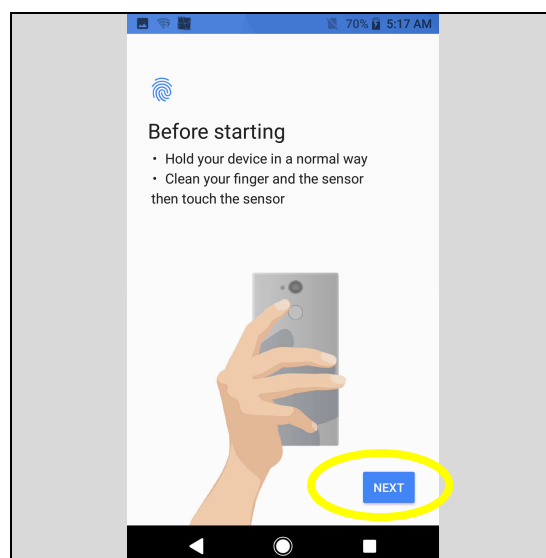 70% 5:17 AM
Before starting
• Hold your device in a normal way
• Clean your finger and the sensor
then touch the sensor
NEXT